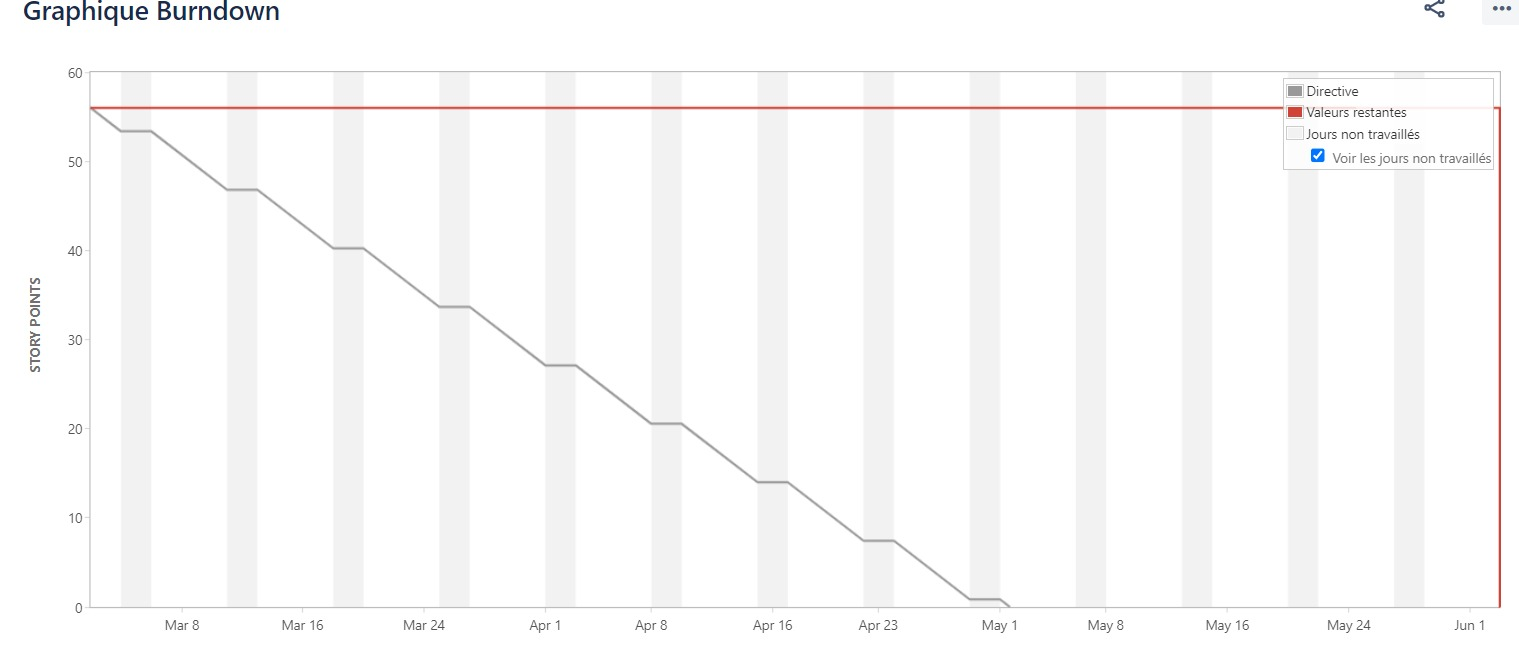 Graphique Burndown
60
50
40
30
20
10
0
STORY POINTS
Directive
Valeurs restantes
Jours non travaillés
Voir les jours non travaillés
Mar 8
Mar 16
Mar 24
Apr 1
Apr 8
Apr 16
Apr 23
May 1
May 8
May 16
May 24
Jun 1